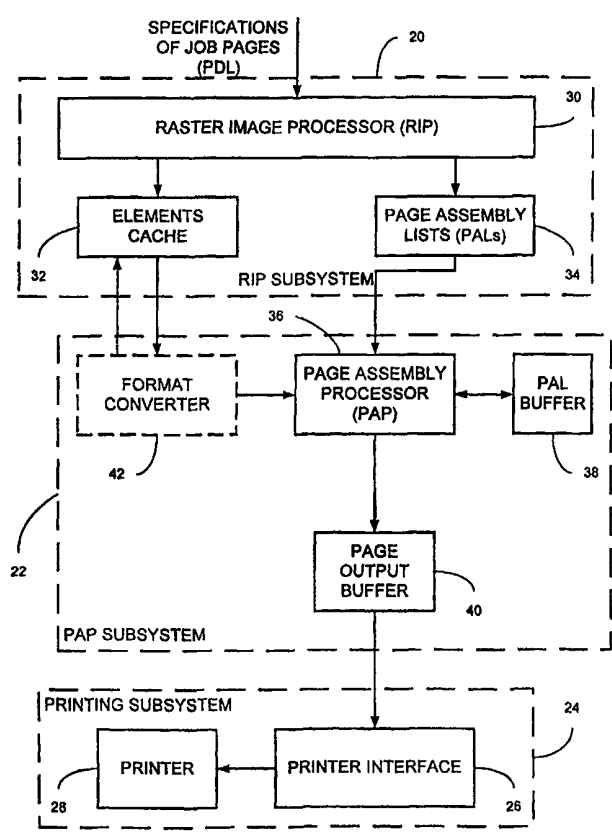 SPECIFICATIONS
OF JOB PAGES
(PDL)
20
RASTER IMAGE PROCESSOR (RIP)
30
ELEMENTS
CACHE
32
PAGE ASSEMBLY
LISTS (PALs)
34
RIP SUBSYSTEM
36
FORMAT
CONVERTER
42
PAGE ASSEMBLY
PROCESSOR
(PAP)
PAL
BUFFER
38
22
PAGE
OUTPUT
BUFFER
40
PAP SUBSYSTEM
PRINTING SUBSYSTEM
24
PRINTER
28
PRINTER INTERFACE
26